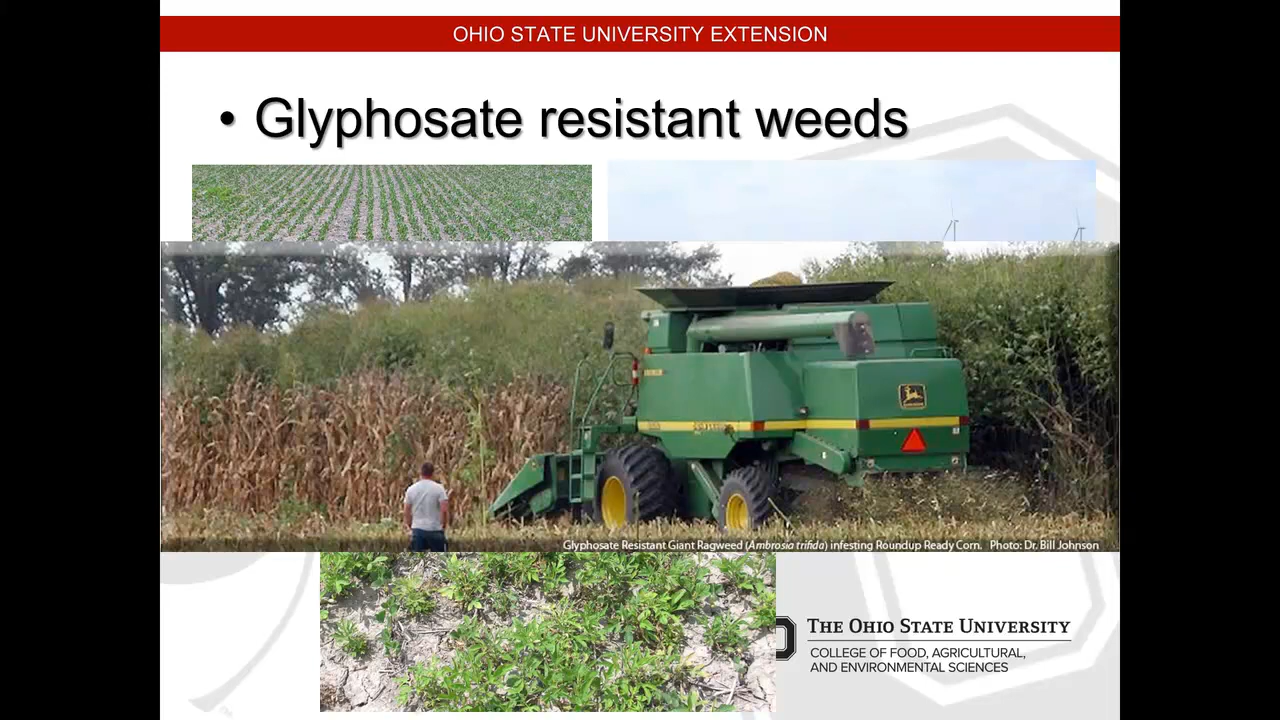 OHIO STATE UNIVERSITY EXTENSION
• Glyphosate resistant weeds
Glyphosate Resistant Giant Ragweed (Ambrosia trifida) infesting Roundup Ready Corn. Photo: Dr. Bill Johnson
THE OHIO STATE UNIVERSITY
COLLEGE OF FOOD, AGRICULTURAL,
AND ENVIRONMENTAL SCIENCES